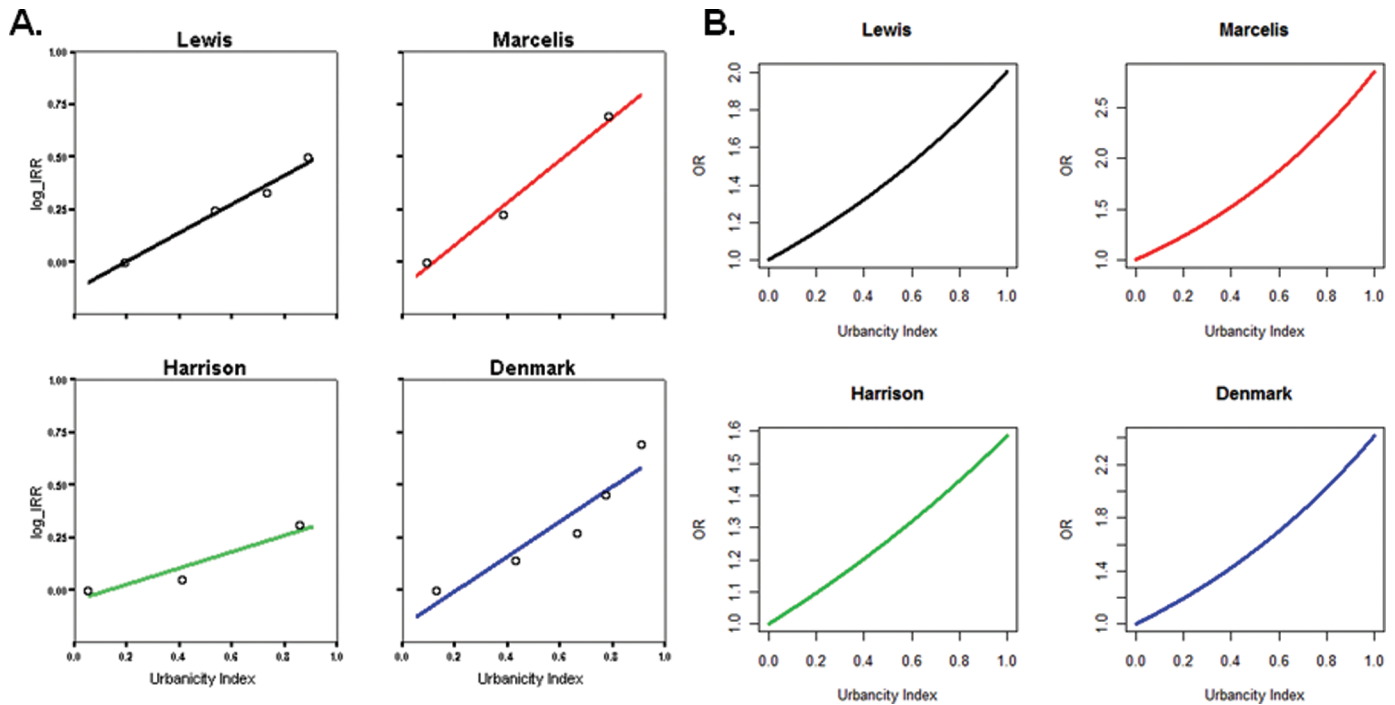 A.
Lewis
Marcelis
log_IRR
1.00
0.75
0.50
0.25
0.00
Harrison
Denmark
log_IRR
1.00
0.75
0.50
0.25
0.00
0.0 0.2 0.4 0.6 0.8 1.0
0.0 0.2 0.4 0.6 0.8 1.0
Urbanicity Index
Urbanicity Index
B.
Lewis
OR
2.0
1.8
1.6
1.4
1.2
1.0
0.0 0.2 0.4 0.6 0.8 1.0
Urbancity Index
Marcelis
OR
2.5
2.0
1.5
1.0
0.0 0.2 0.4 0.6 0.8 1.0
Urbancity Index
Harrison
OR
1.6
1.5
1.4
1.3
1.2
1.1
1.0
0.0 0.2 0.4 0.6 0.8 1.0
Urbancity Index
Denmark
OR
2.2
1.8
1.4
1.0
0.0 0.2 0.4 0.6 0.8 1.0
Urbancity Index